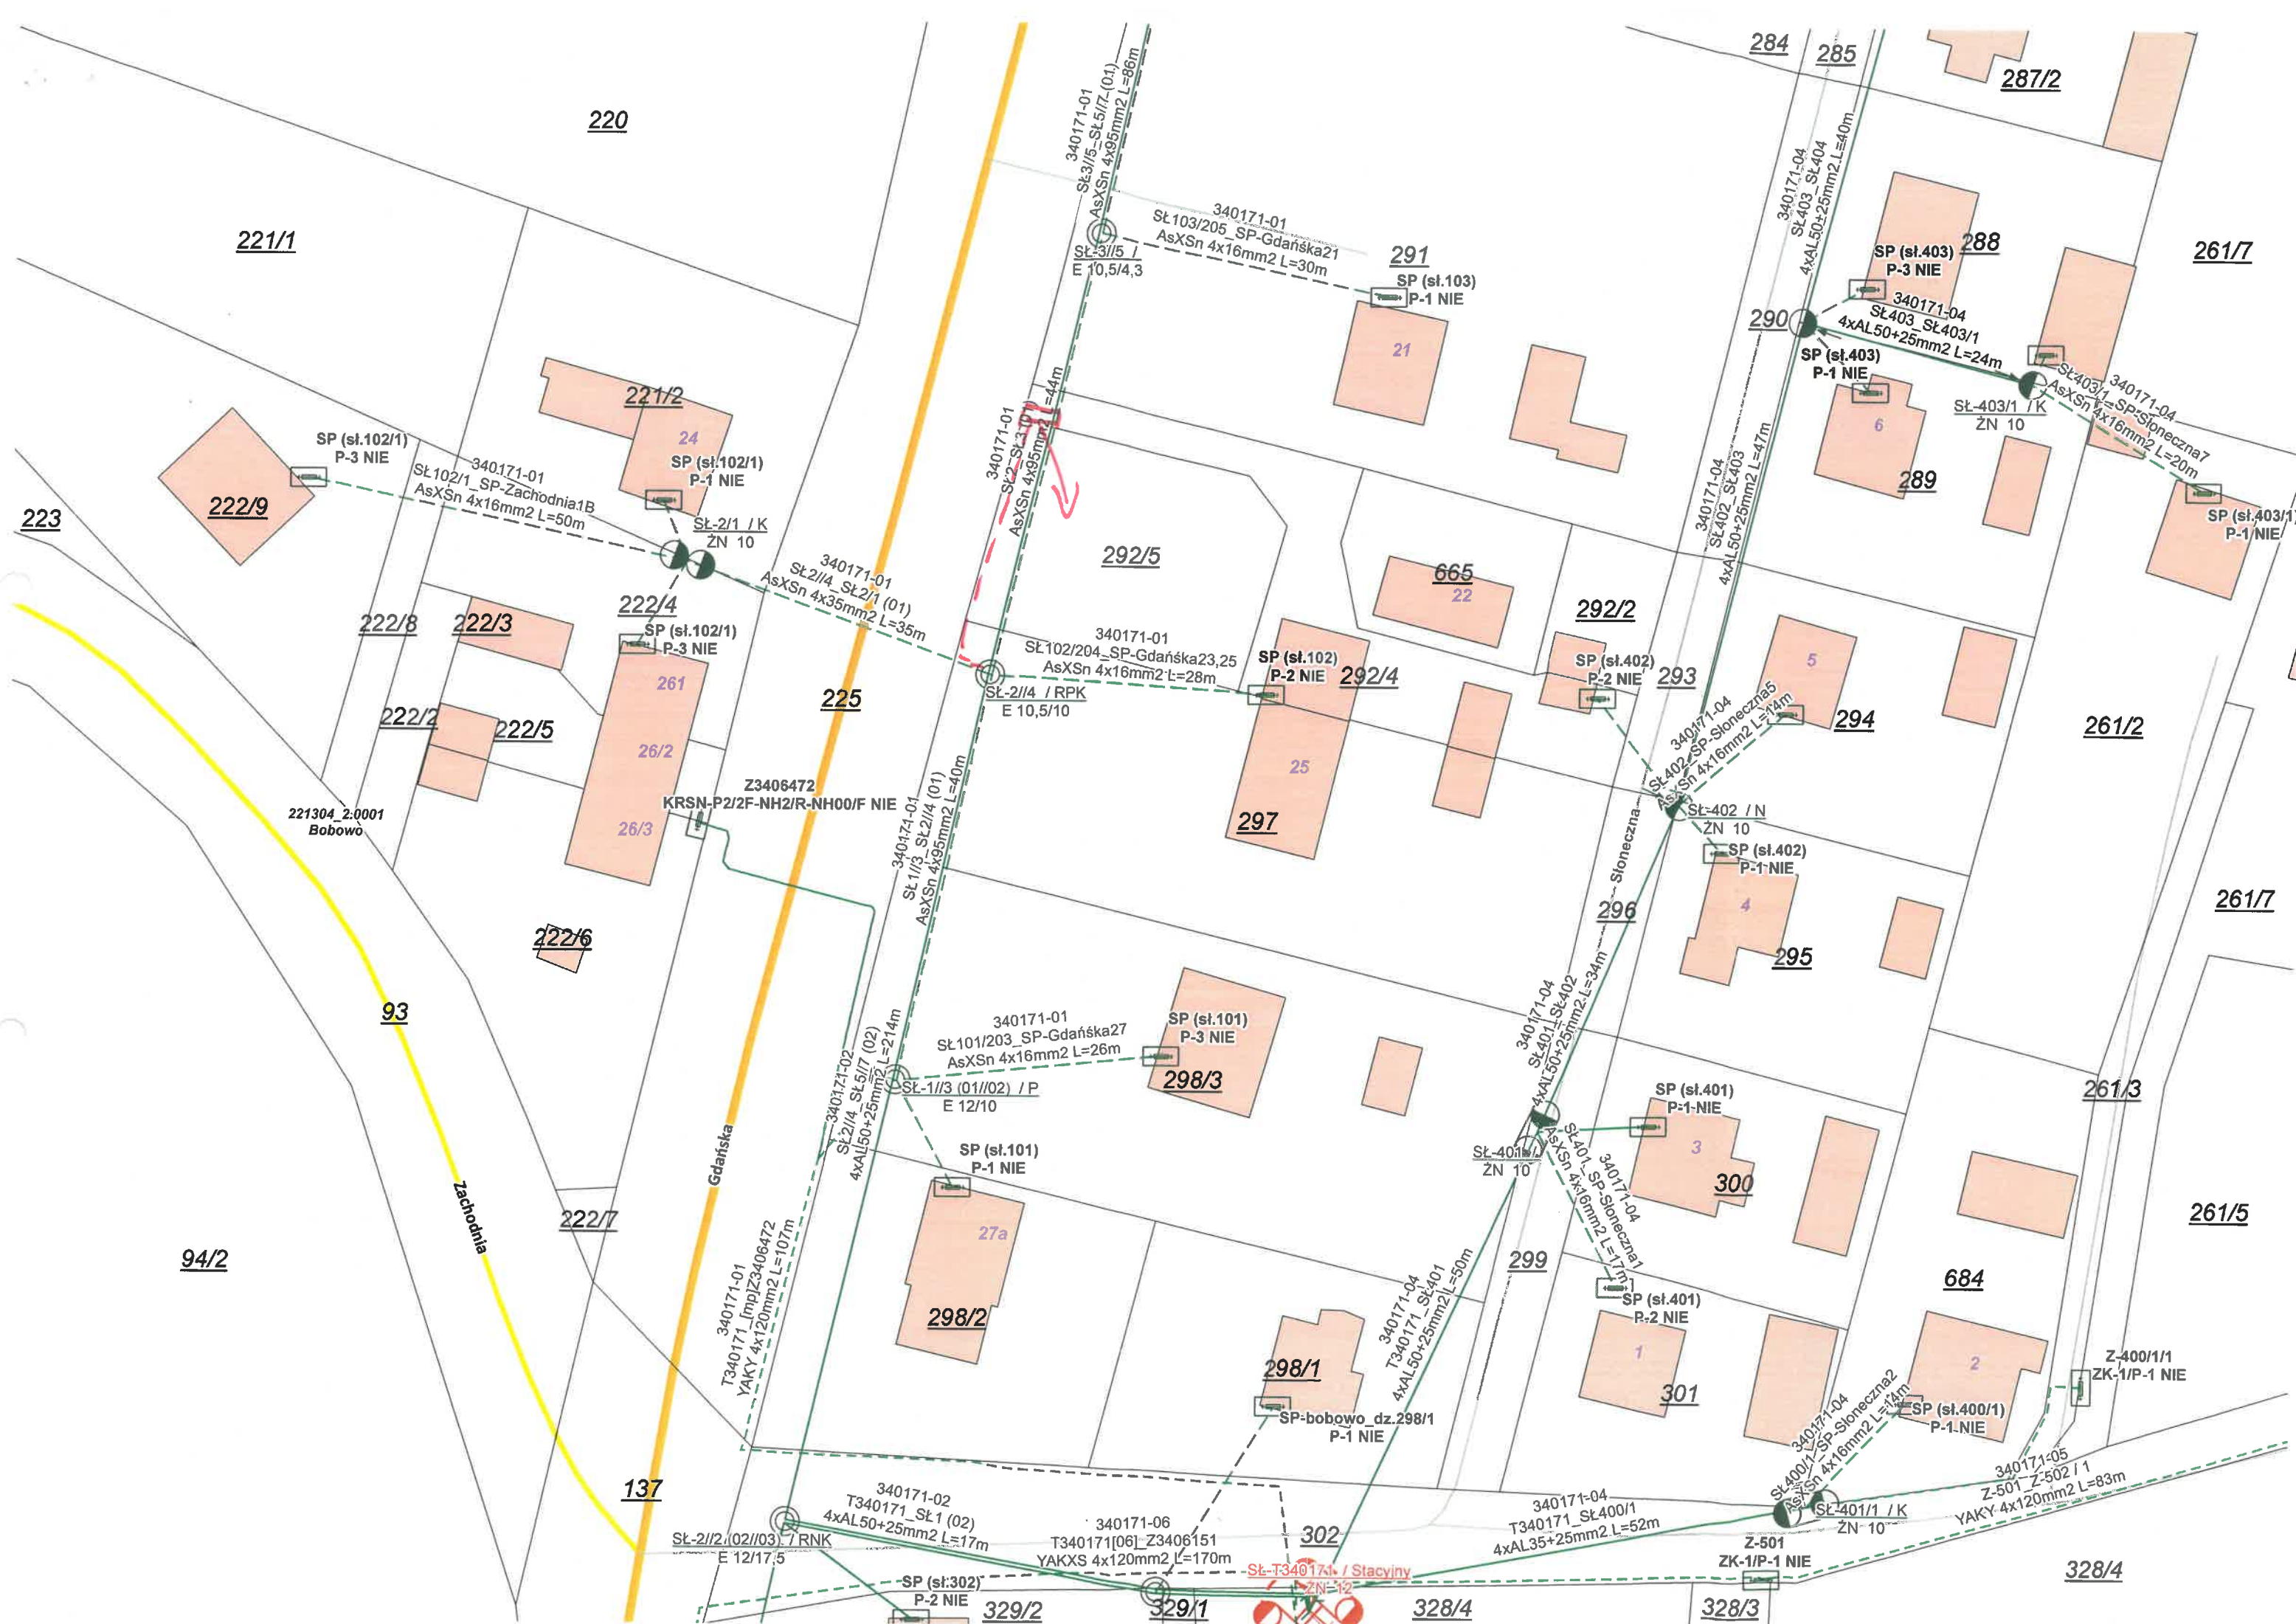 284
285
287/2
220
340171-01
SŁ3//5_SŁ5//7-(01)
AsXSn 4x95mm2 L=86m
340171-04
SŁ403_SŁ404
4xAL50+25mm2 L=40m
221/1
340171-01
SŁ103/205_SP-Gdańska21
AsXSn 4x16mm2 L=30m
SŁ-3//5 /
E 10,5/4,3
291
SP (sł.103)
P-1 NIE
21
SP (sł.403)
P-3 NIE
288
261/7
290
340171-04
SŁ403_SŁ403/1
4xAL50+25mm2 L=24m
SP (sł.403)
P-1 NIE
6
289
SŁ-403/1 / K
ŻN 10
340171-04
SŁ403/1_SP-Słoneczna7
AsXSn 4x16mm2 L=20m
SP (sł.403/1)
P-1 NIE
221/2
24
SP (sł.102/1)
P-1 NIE
SP (sł.102/1)
P-3 NIE
340171-01
SŁ102/1_SP-Zachodnia1B
AsXSn 4x16mm2 L=50m
222/9
223
SŁ-2/1 / K
ŻN 10
340171-01
SŁ2//4_SŁ2/1 (01)
AsXSn 4x35mm2 L=35m
340171-01
AsXSn 4x95mm2 L=44m
340171-04
SŁ402_SŁ403
4xAL50+25mm2 L=47m
292/5
665
22
292/2
222/4
SP (sł.102/1)
P-3 NIE
222/8
222/3
261
225
340171-01
SŁ102/204_SP-Gdańska23,25
AsXSn 4x16mm2 L=28m
SP (sł.102)
P-2 NIE
292/4
SP (sł.402)
P-2 NIE
293
5
294
SŁ-2//4 / RPK
E 10,5/10
340171-04
SŁ402_SP-Słoneczna5
AsXSn 4x16mm2 L=14m
261/2
222/2
222/5
26/2
25
Z3406472
KRSN-P2/2F-NH2/R-NH00/F NIE
221304_2.0001
Bobowo
26/3
297
340171-01
SŁ1//3_SŁ2//4 (01)
AsXSn 4x95mm2 L=40m
SŁ-402 / N
ŻN 10
SP (sł.402)
P-1 NIE
Słoneczna
4
296
261/7
222/6
295
93
340171-04
SŁ401_SŁ402
4xAL50+25mm2 L=34m
340171-01
SŁ101/203_SP-Gdańska27
AsXSn 4x16mm2 L=26m
SP (sł.101)
P-3 NIE
298/3
SŁ-1//3 (01//02) / P
E 12/10
340171-02
SŁ2//4_SŁ5//7 (02)
4xAL50+25mm2 L=214m
SP (sł.401)
P-1 NIE
261/3
3
SŁ-401 /
ŻN 10
340171-04
SŁ401_SP-Słoneczna1
AsXSn 4x16mm2 L=17m
300
Gdańska
SP (sł.101)
P-1 NIE
27a
222/7
Zachodnia
261/5
94/2
340171-01
T340171_[mp]Z3406472
YAKY 4x120mm2 L=107m
299
684
SP (sł.401)
P-2 NIE
340171-04
T340171_SŁ401
4xAL50+25mm2 L=50m
298/2
298/1
1
301
2
Z-400/1/1
ZK-1/P-1 NIE
SP-bobowo_dz.298/1
P-1 NIE
340171-04
SŁ400/1_SP-Słoneczna2
AsXSn 4x16mm2 L=14m
SP (sł.400/1)
P-1 NIE
137
340171-02
T340171_SŁ1 (02)
4xAL50+25mm2 L=17m
340171-06
T340171[06]_Z3406151
YAKXS 4x120mm2 L=170m
302
340171-04
T340171_SŁ400/1
4xAL35+25mm2 L=52m
SŁ-401/1 / K
ŻN 10
340171-05
Z-501_Z-502 / 1
YAKY 4x120mm2 L=83m
SŁ-2//2 (02//03) / RNK
E 12/17,5
Z-501
ZK-1/P-1 NIE
SŁ-T340171 / Stacyjny
ŻN 12
328/4
SP (sł.302)
P-2 NIE
329/2
329/1
328/4
328/3